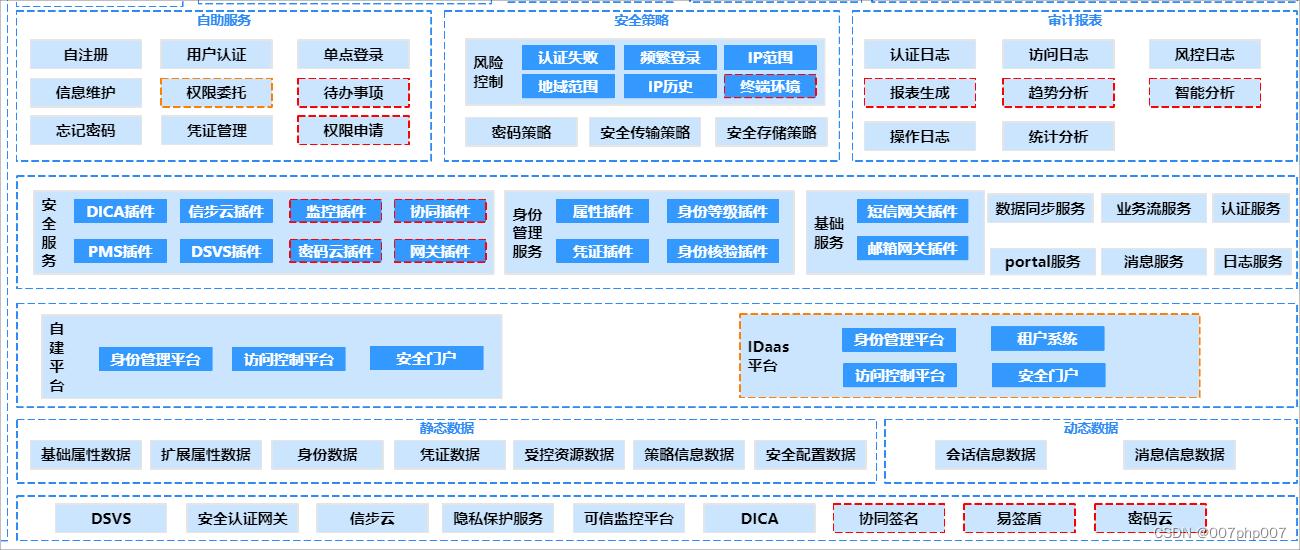 自助服务
自注册
用户认证
单点登录
信息维护
权限委托
待办事项
忘记密码
凭证管理
权限申请
安全策略
风险
控制
认证失败
频繁登录
IP范围
地域范围
IP历史
终端环境
密码策略
安全传输策略
安全存储策略
审计报表
认证日志
访问日志
风控日志
报表生成
趋势分析
智能分析
操作日志
统计分析
安
全
服
务
DICA插件
信步云插件
监控插件
协同插件
PMS插件
DSVS插件
密码云插件
网关插件
身份
管理
服务
属性插件
身份等级插件
凭证插件
身份核验插件
基础
服务
短信网关插件
邮箱网关插件
数据同步服务
业务流服务
认证服务
portal服务
消息服务
日志服务
自
建
平
台
身份管理平台
访问控制平台
安全门户
IDaas
平台
身份管理平台
租户系统
访问控制平台
安全门户
静态数据
基础属性数据
扩展属性数据
身份数据
凭证数据
受控资源数据
策略信息数据
安全配置数据
动态数据
会话信息数据
消息信息数据
DSVS
安全认证网关
信步云
隐私保护服务
可信监控平台
DICA
协同签名
易签盾
密码云
CSDN @007php007